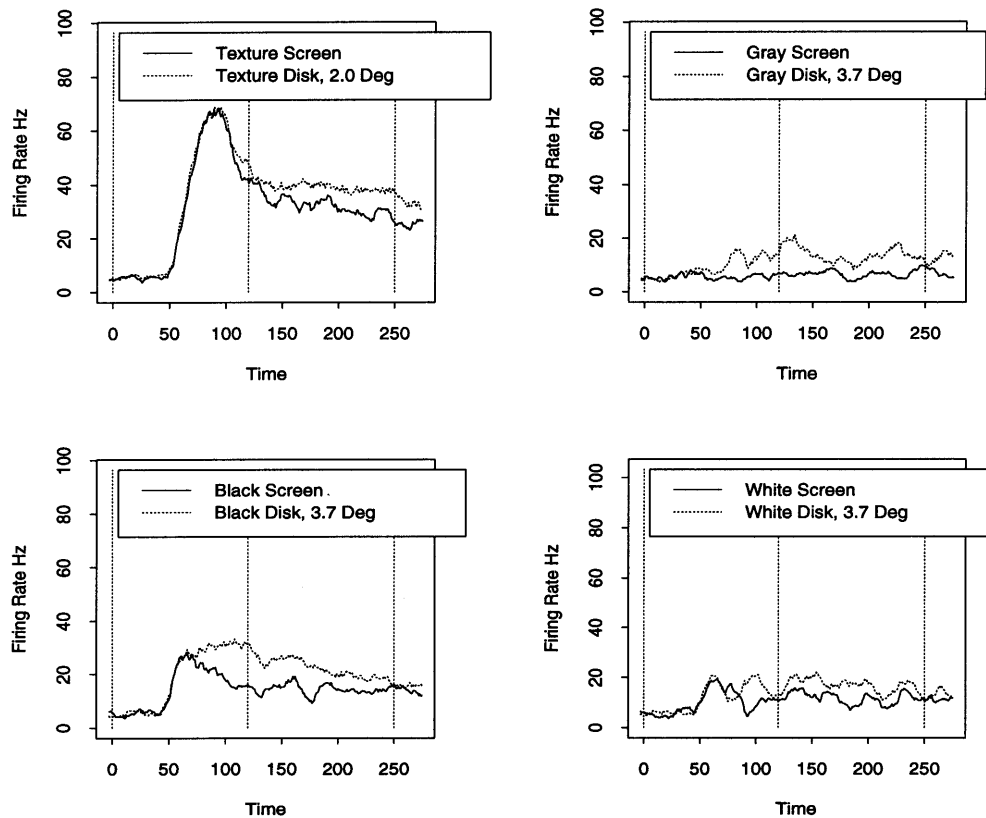 Texture Screen
Texture Disk, 2.0 Deg
Firing Rate Hz
0 20 40 60 80 100
0 50 100 150 200 250
Time
Gray Screen
Gray Disk, 3.7 Deg
Firing Rate Hz
0 20 40 60 80 100
0 50 100 150 200 250
Time
Black Screen
Black Disk, 3.7 Deg
Firing Rate Hz
0 20 40 60 80 100
0 50 100 150 200 250
Time
White Screen
White Disk, 3.7 Deg
Firing Rate Hz
0 20 40 60 80 100
0 50 100 150 200 250
Time